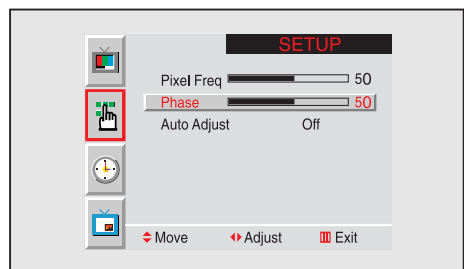 SETUP
Pixel Freq 50
Phase 50
Auto Adjust Off
Move Adjust Exit